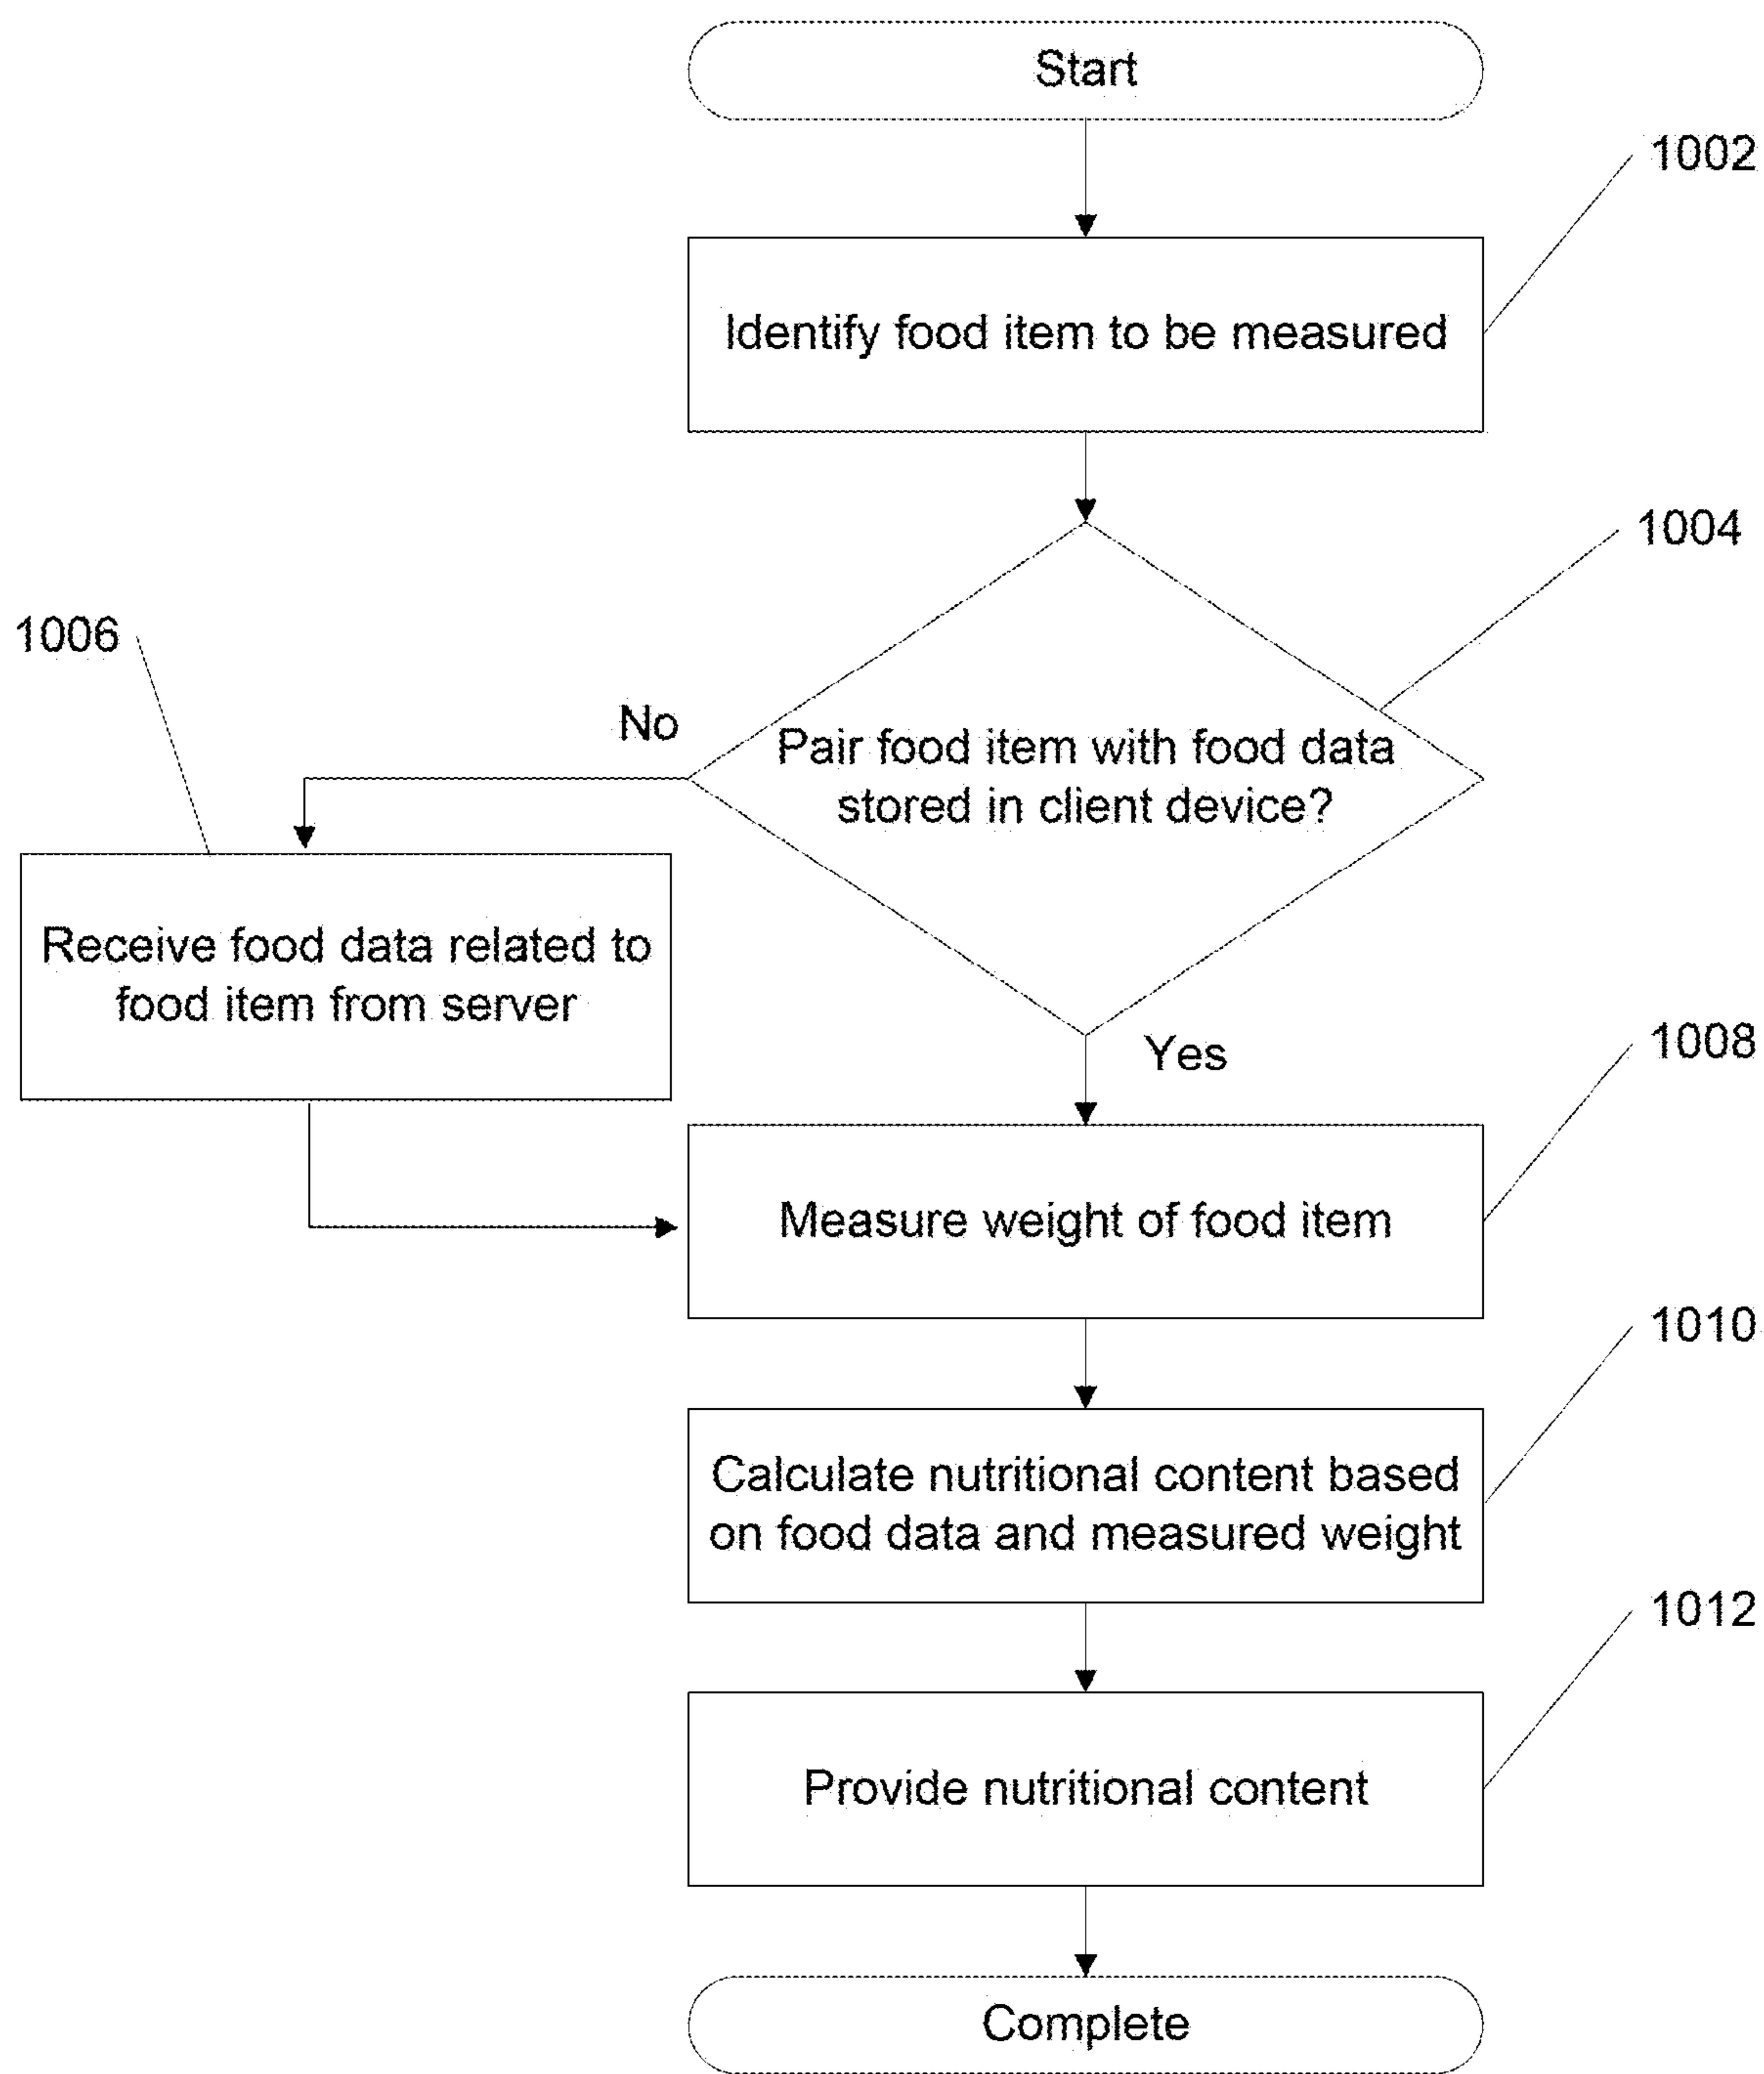 Start
1002
Identify food item to be measured
1004
1006
No
Pair food item with food data
stored in client device?
Receive food data related to
food item from server
Yes
1008
Measure weight of food item
1010
Calculate nutritional content based
on food data and measured weight
1012
Provide nutritional content
Complete